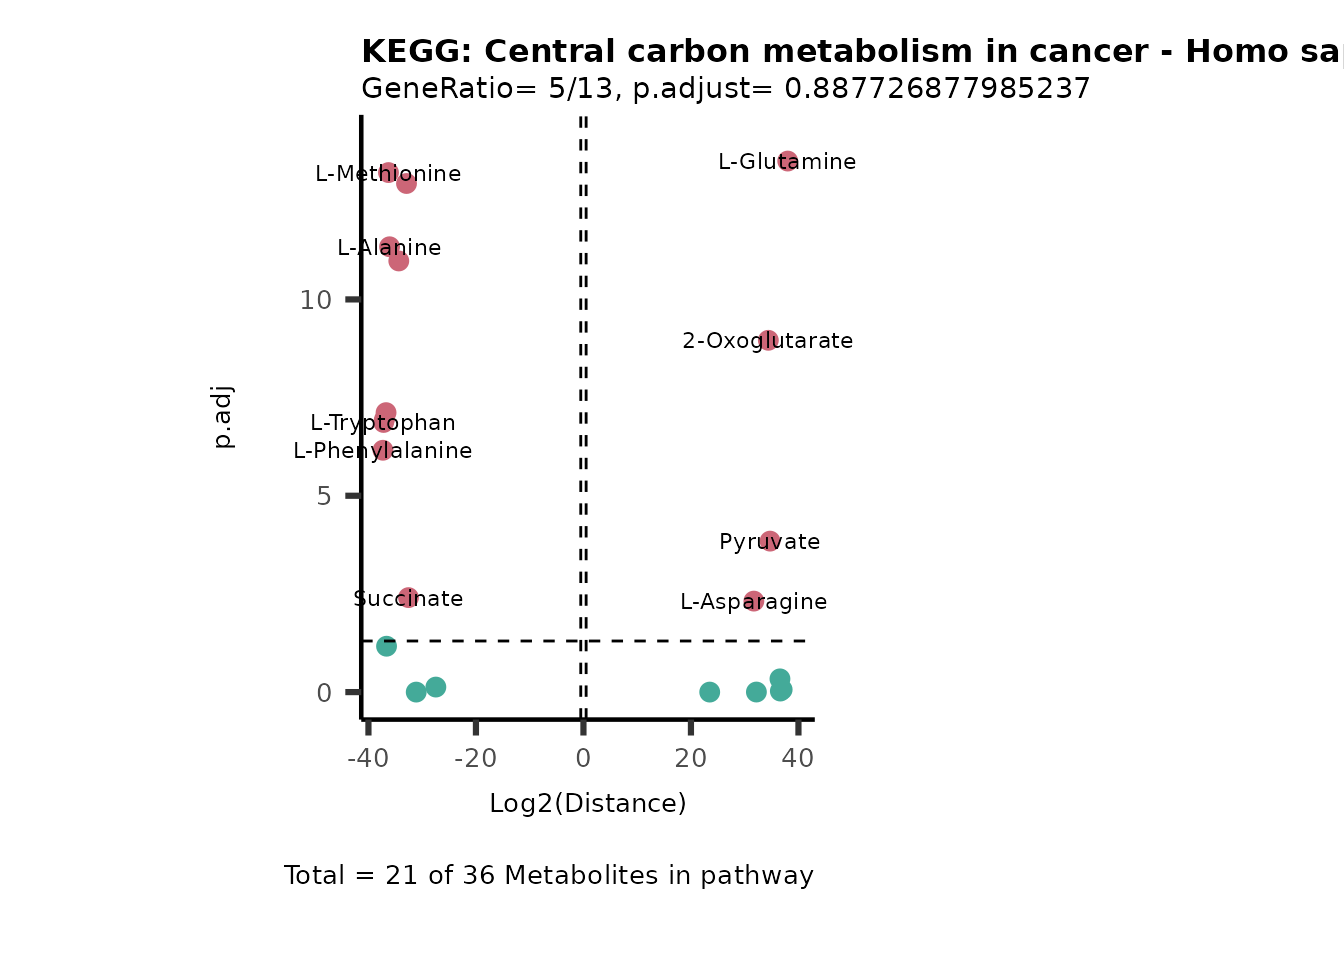 KEGG: Central carbon metabolism in cancer - Homo sap
GeneRatio= 5/13, p.adjust= 0.887726877985237
L-Methionine
L-Glutamine
L-Alanine
10
2-Oxoglutarate
p.adj
L-Tryptophan
L-Phenylalanine
5
Pyruvate
Succinate
L-Asparagine
0
-40 -20 0 20 40
Log2(Distance)
Total = 21 of 36 Metabolites in pathway